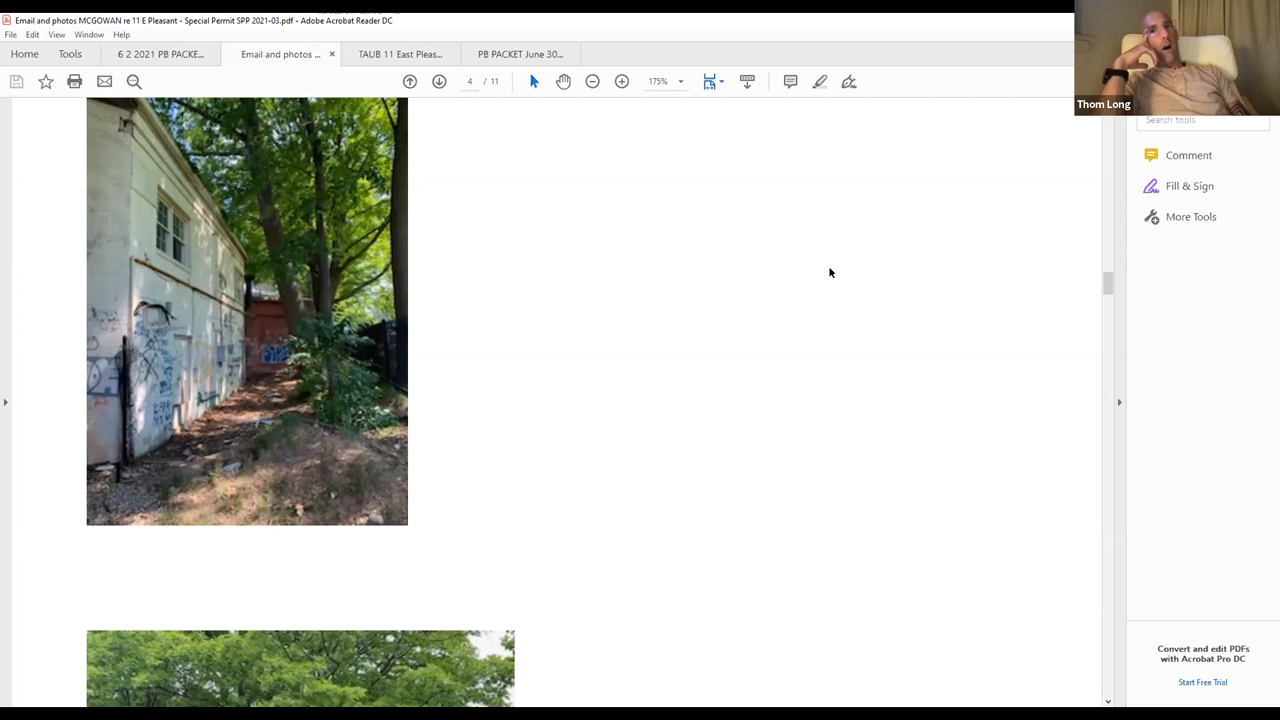 Email and photos MCGOWAN re 11 E Pleasant - Special Permit SPP 2021-03.pdf - Adobe Acrobat Reader DC
File Edit View Window Help
Home Tools 6 2 2021 PB PACKE... Email and photos ... × TAUB 11 East Pleas... PB PACKET June 30...
4 / 11 175%
Thom Long
Search tools
Comment
Fill & Sign
More Tools
Convert and edit PDFs
with Acrobat Pro DC
Start Free Trial